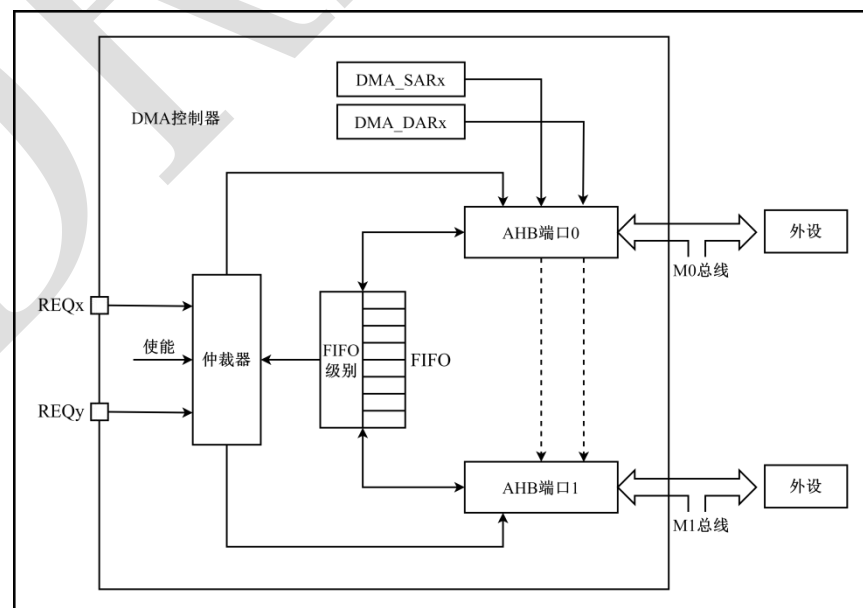 DMA_SARx
DMA控制器
DMA_DARx
AHB端口0
外设
M0总线
REQx
使能
仲裁器
FIFO
级别
FIFO
REQy
AHB端口1
外设
M1总线